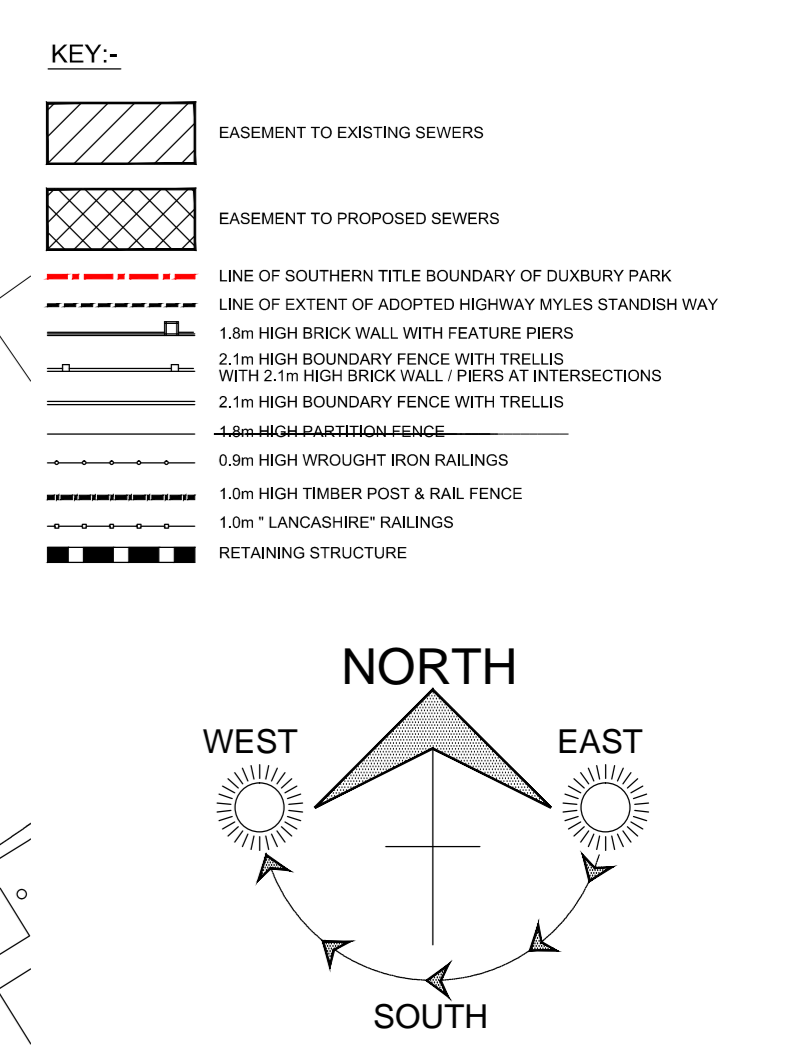 KEY:-
EASEMENT TO EXISTING SEWERS
EASEMENT TO PROPOSED SEWERS
LINE OF SOUTHERN TITLE BOUNDARY OF DUXBURY PARK
LINE OF EXTENT OF ADOPTED HIGHWAY MYLES STANDISH WAY
1.8m HIGH BRICK WALL WITH FEATURE PIERS
2.1m HIGH BOUNDARY FENCE WITH TRELLIS
WITH 2.1m HIGH BRICK WALL / PIERS AT INTERSECTIONS
2.1m HIGH BOUNDARY FENCE WITH TRELLIS
1.8m HIGH PARTITION FENCE
0.9m HIGH WROUGHT IRON RAILINGS
1.0m HIGH TIMBER POST & RAIL FENCE
1.0m " LANCASHIRE" RAILINGS
RETAINING STRUCTURE
NORTH
WEST
EAST
SOUTH